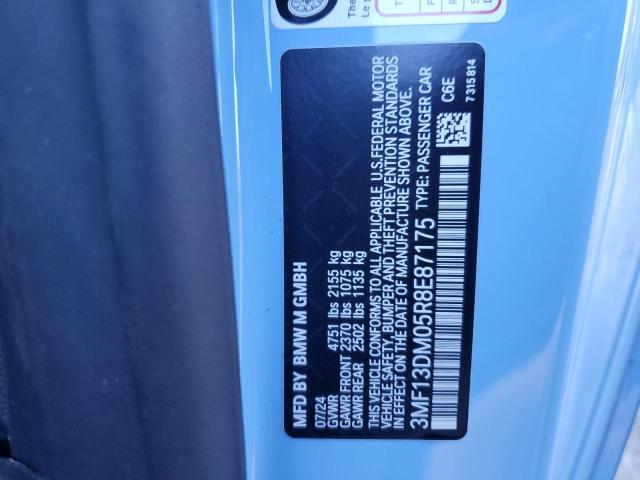 MFD BY BMW M GMBH
07/24
GVWR 4751 lbs 2155 kg
GAWR FRONT 2370 lbs 1075 kg
GAWR REAR 2502 lbs 1135 kg
THIS VEHICLE CONFORMS TO ALL APPLICABLE U.S.FEDERAL MOTOR
VEHICLE SAFETY, BUMPER AND THEFT PREVENTION STANDARDS
IN EFFECT ON THE DATE OF MANUFACTURE SHOWN ABOVE.
3MF13DM05R8E87175 TYPE: PASSENGER CAR
C6E
7 315 814
The
Le